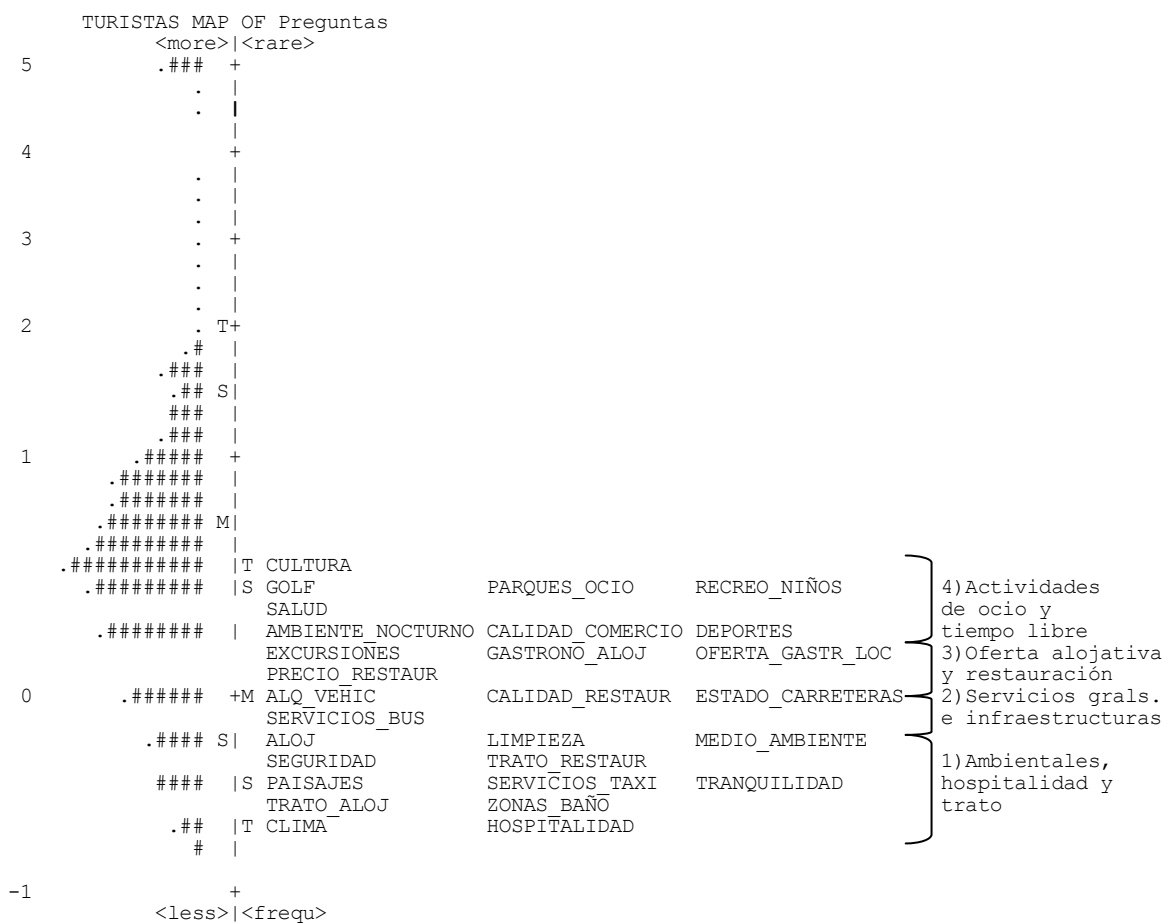 TURISTAS MAP OF Preguntas
<more>|<rare>
5 .### +
. |
. |
|
4 +
. |
. |
. |
3 . +
. |
. |
. |
2 . T+
.# |
.### |
.## S|
### |
.### |
1 .##### +
.####### |
.####### |
.######## M|
.######### |
.########### |T CULTURA
.######### |S GOLF PARQUES_OCIO RECREO_NIÑOS 4)Actividades
SALUD de ocio y
.######## | AMBIENTE_NOCTURNO CALIDAD_COMERCIO DEPORTES tiempo libre
EXCURSIONES GASTRONO_ALOJ OFERTA_GASTR_LOC 3)Oferta alojativa
PRECIO_RESTAUR y restauración
0 .###### +M ALQ_VEHIC CALIDAD_RESTAUR ESTADO_CARRETERAS 2)Servicios grals.
SERVICIOS_BUS e infraestructuras
.#### S| ALOJ LIMPIEZA MEDIO_AMBIENTE
SEGURIDAD TRATO_RESTAUR 1)Ambientales,
#### |S PAISAJES SERVICIOS_TAXI TRANQUILIDAD hospitalidad y
TRATO_ALOJ ZONAS_BAÑO trato
.## |T CLIMA HOSPITALIDAD
# |
-1 +
<less>|<frequ>